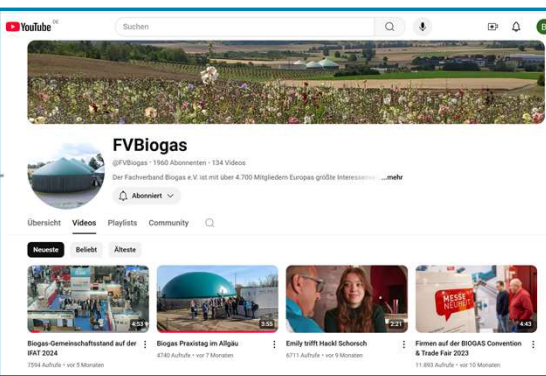 YouTube DE
Suchen
B
FVBiogas
@FVBiogas · 1960 Abonnenten · 134 Videos
Der Fachverband Biogas e.V. ist mit über 4.700 Mitgliedern Europas größte ...mehr
Abonniert
Übersicht Videos Playlists Community
Neueste Beliebt Älteste
4:53
3:55
2:21
MESSE NEUHEIT
4:43
Biogas-Gemeinschaftsstand auf der IFAT 2024
7594 Aufrufe • vor 5 Monaten
Biogas Praxistag im Allgäu
4740 Aufrufe • vor 7 Monaten
Emily trifft Hackl Schorsch
6711 Aufrufe • vor 9 Monaten
Firmen auf der BIOGAS Convention & Trade Fair 2023
11.893 Aufrufe • vor 10 Monaten